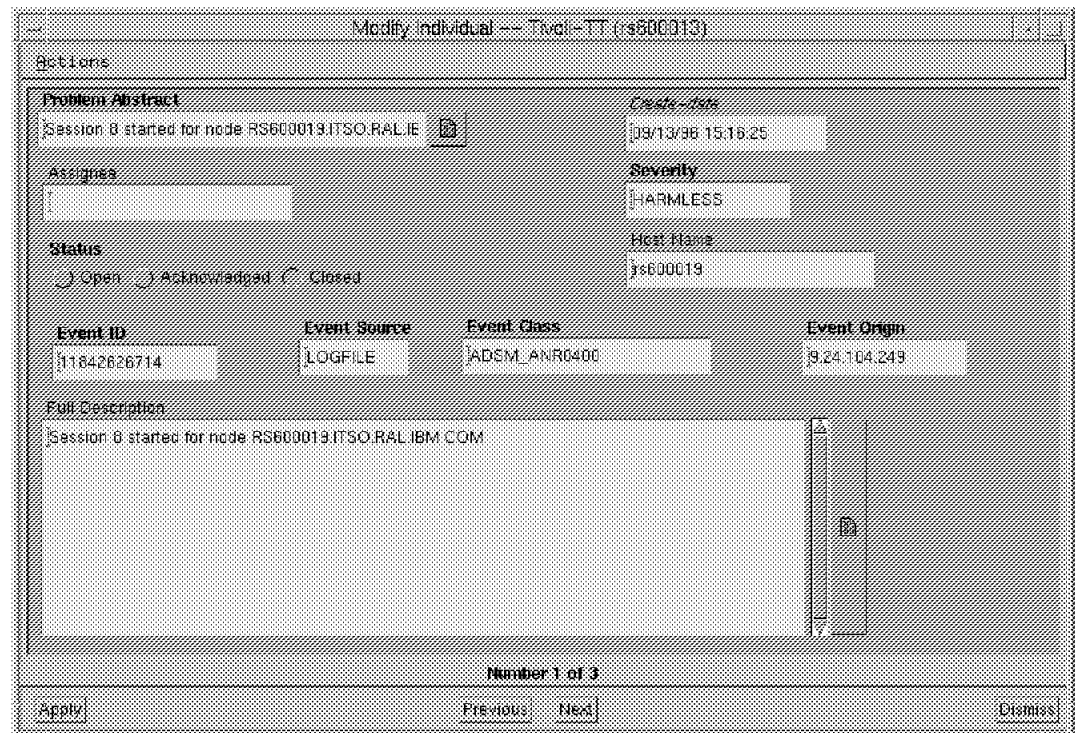 Modify Individual -- Tivoli-TT (rs600013)
Actions
Problem Abstract
Create-date
Session 8 started for node RS600019.ITSO.RAL.IE
09/13/96 15:16:25
Assignee
Severity
HARMLESS
Status
Host Name
Open Acknowledged Closed
rs600019
Event ID Event Source Event Class Event Origin
11842626714 LOGFILE ADSM_ANR0400 9.24.104.249
Full Description
Session 8 started for node RS600019.ITSO.RAL.IBM.COM
Number 1 of 3
Apply Previous Next Dismiss